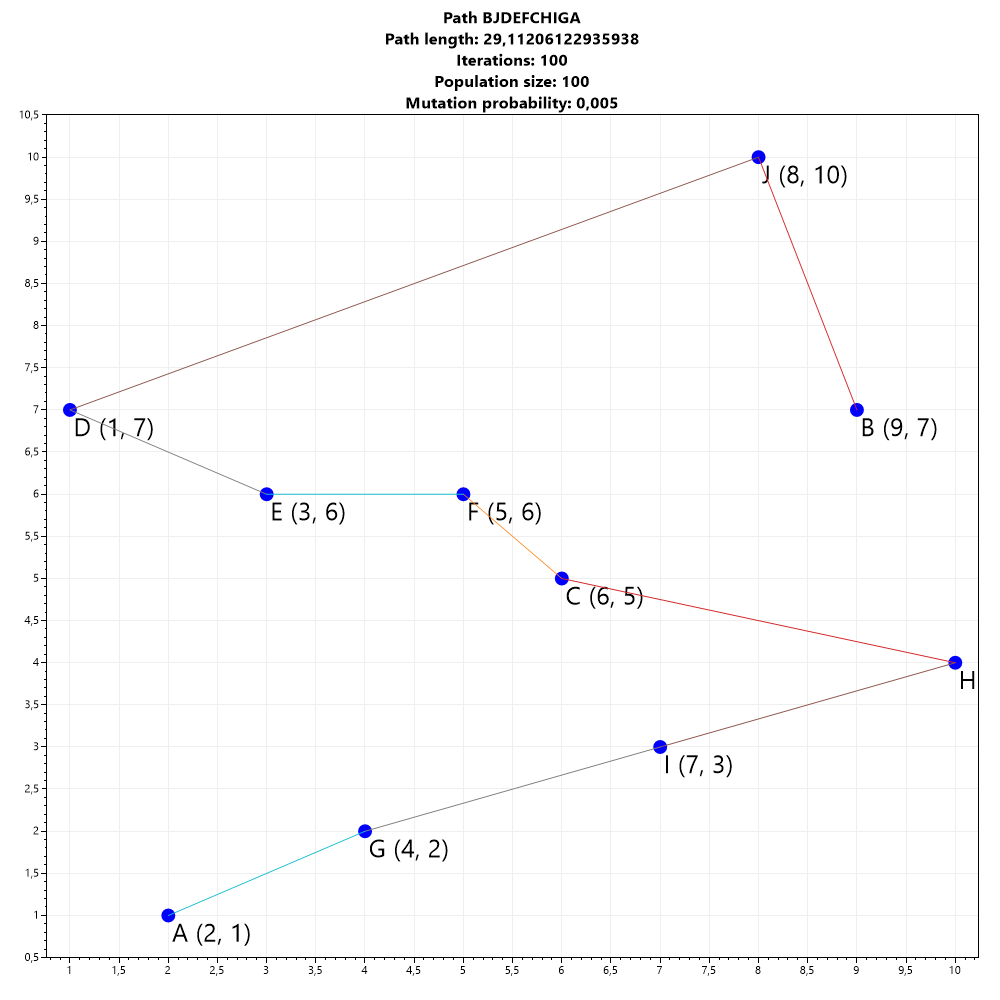 Path BJDEFCHIGA
Path length: 29,11206122935938
Iterations: 100
Population size: 100
Mutation probability: 0,005
10,5
10
J (8, 10)
9,5
9
8,5
8
7,5
7
D (1, 7)
B (9, 7)
6,5
6
E (3, 6)
F (5, 6)
5,5
5
C (6, 5)
4,5
4
H
3,5
3
I (7, 3)
2,5
2
G (4, 2)
1,5
1
A (2, 1)
0,5
1 1,5 2 2,5 3 3,5 4 4,5 5 5,5 6 6,5 7 7,5 8 8,5 9 9,5 10